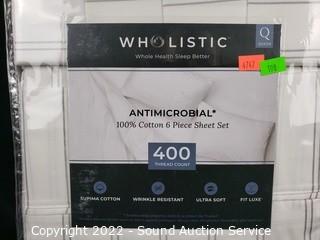 WHOLISTIC
Whole Health Sleep Better
Q
QUEEN
4767
ANTIMICROBIAL*
100% Cotton 6 Piece Sheet Set
400
THREAD COUNT
SUPIMA COTTON
WRINKLE RESISTANT
ULTRA SOFT
FIT LUXE
Copyright 2022 - Sound Auction Service